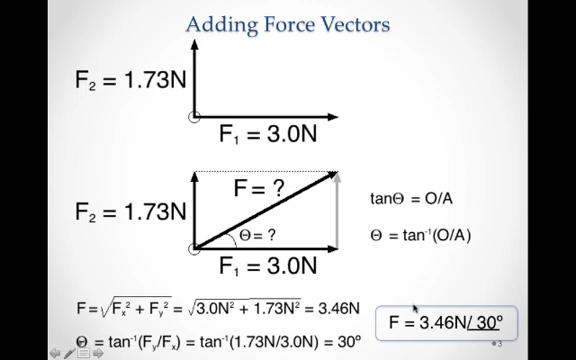 Adding Force Vectors
F₂ = 1.73N
F₁ = 3.0N
F = ?
F₂ = 1.73N
Θ = ?
F₁ = 3.0N
tanΘ = O/A
Θ = tan⁻¹(O/A)
F = √Fₓ² + Fᵧ² = √3.0N² + 1.73N² = 3.46N
Θ = tan⁻¹(Fᵧ/Fₓ) = tan⁻¹(1.73N/3.0N) = 30º
F = 3.46N/ 30º
3